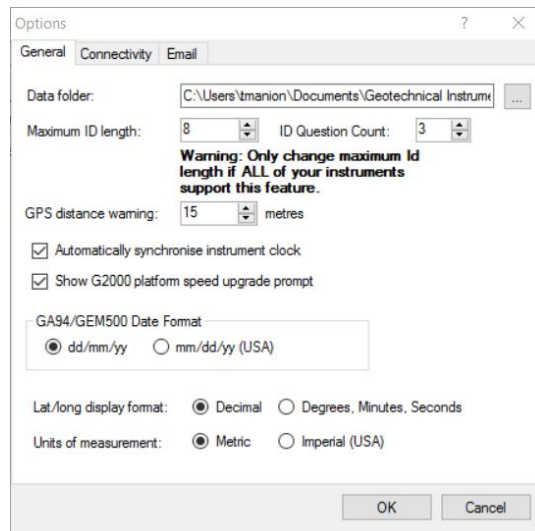 Options ?
General Connectivity Email
Data folder: C:\Users\tmanion\Documents\Geotechnical Instrume ...
Maximum ID length: 8 ID Question Count: 3
Warning: Only change maximum Id
length if ALL of your instruments
support this feature.
GPS distance warning: 15 metres
Automatically synchronise instrument clock
Show G2000 platform speed upgrade prompt
GA94/GEM500 Date Format
dd/mm/yy mm/dd/yy (USA)
Lat/long display format: Decimal Degrees, Minutes, Seconds
Units of measurement: Metric Imperial (USA)
OK Cancel